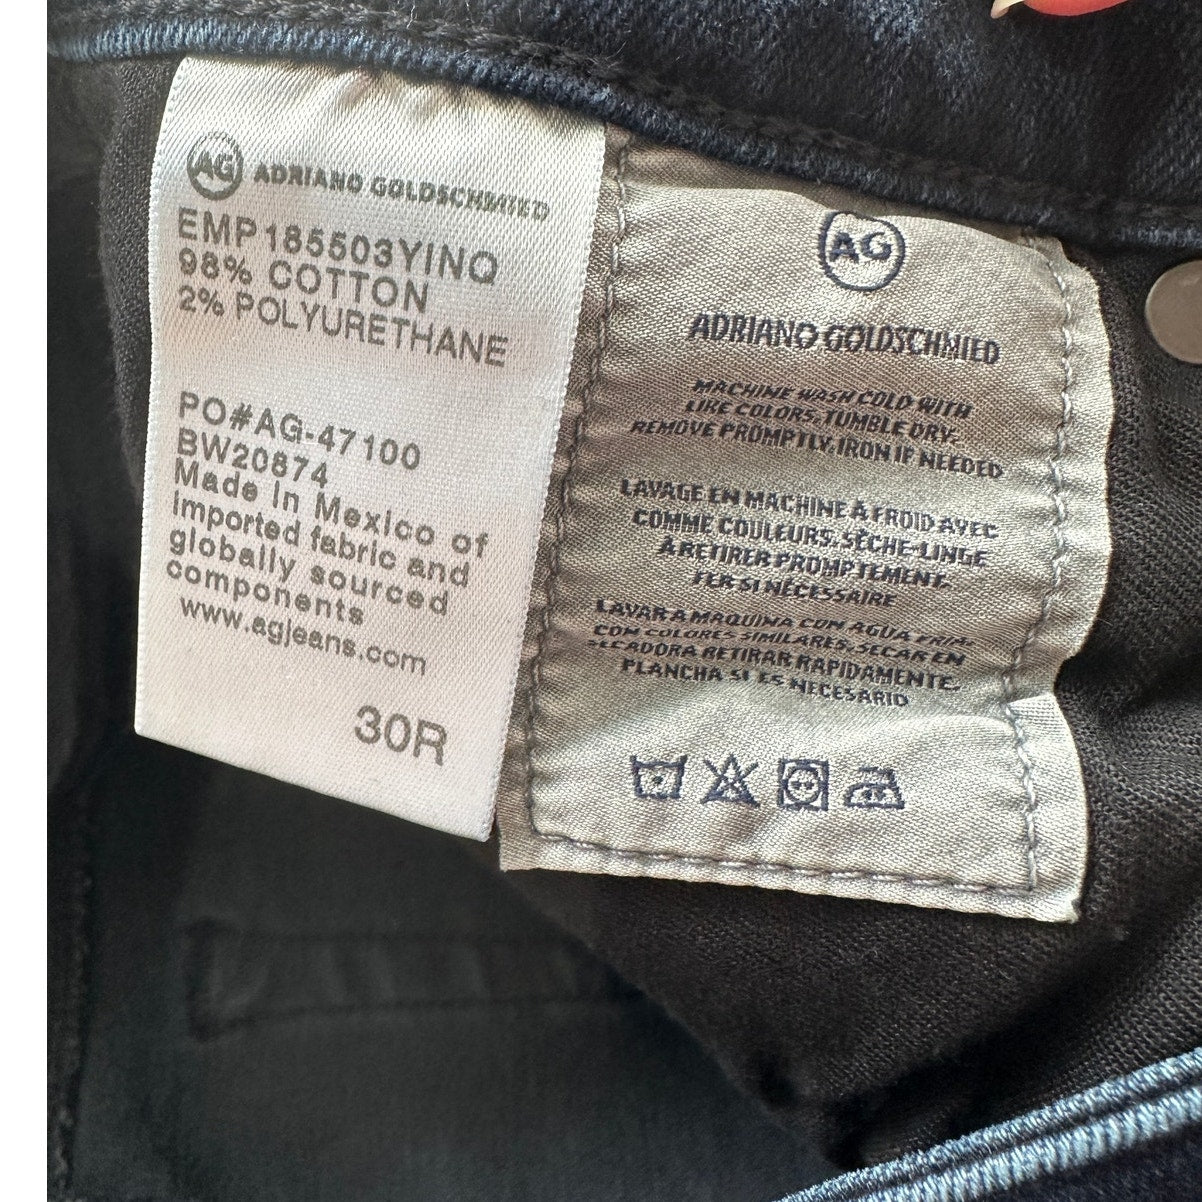 AG ADRIANO GOLDSCHMIED
EMP185503YINQ
98% COTTON
2% POLYURETHANE
PO#AG-47100
BW20874
Made in Mexico of
imported fabric and
globally sourced
components
www.agjeans.com
30R
AG
ADRIANO GOLDSCHMIED
MACHINE WASH COLD WITH
LIKE COLORS. TUMBLE DRY.
REMOVE PROMPTLY. IRON IF NEEDED
LAVAGE EN MACHINE À FROID AVEC
COMME COULEURS. SÈCHE-LINGE
À RETIRER PROMPTEMENT.
FER SI NÉCESSAIRE
LAVAR A MAQUINA CON AGUA FRIA.
CON COLORES SIMILARES. SECAR EN
SECADORA RETIRAR RAPIDAMENTE.
PLANCHA SI ES NECESARIO